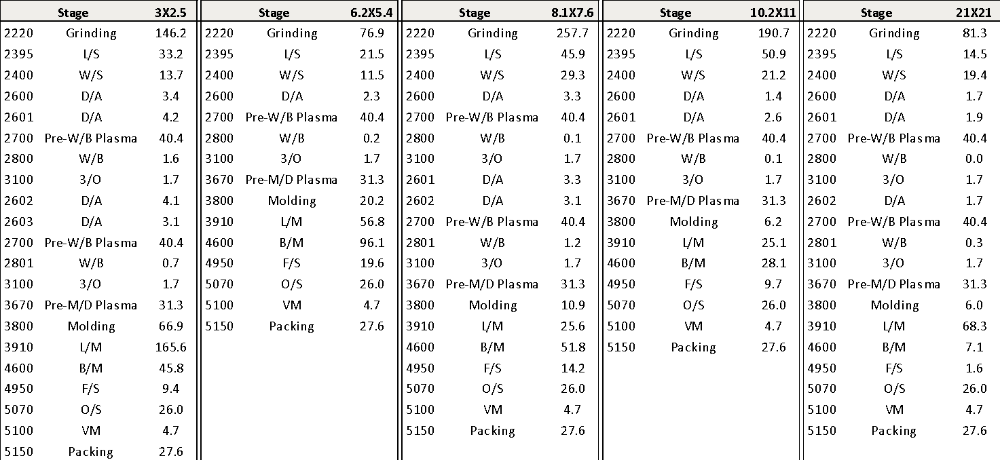 Stage 3X2.5 Stage 6.2X5.4 Stage 8.1X7.6 Stage 10.2X11 Stage 21X21
2220 Grinding 146.2 2220 Grinding 76.9 2220 Grinding 257.7 2220 Grinding 190.7 2220 Grinding 81.3
2395 L/S 33.2 2395 L/S 21.5 2395 L/S 45.9 2395 L/S 50.9 2395 L/S 14.5
2400 W/S 13.7 2400 W/S 11.5 2400 W/S 29.3 2400 W/S 21.2 2400 W/S 19.4
2600 D/A 3.4 2600 D/A 2.3 2600 D/A 3.3 2600 D/A 1.4 2600 D/A 1.7
2601 D/A 4.2 2700 Pre-W/B Plasma 40.4 2700 Pre-W/B Plasma 40.4 2601 D/A 2.6 2601 D/A 1.9
2700 Pre-W/B Plasma 40.4 2800 W/B 0.2 2800 W/B 0.1 2700 Pre-W/B Plasma 40.4 2700 Pre-W/B Plasma 40.4
2800 W/B 1.6 3100 3/O 1.7 3100 3/O 1.7 2800 W/B 0.1 2800 W/B 0.0
3100 3/O 1.7 3670 Pre-M/D Plasma 31.3 2601 D/A 3.3 3100 3/O 1.7 3100 3/O 1.7
2602 D/A 4.1 3800 Molding 20.2 2602 D/A 3.1 3670 Pre-M/D Plasma 31.3 2602 D/A 1.7
2603 D/A 3.1 3910 L/M 56.8 2700 Pre-W/B Plasma 40.4 3800 Molding 6.2 2700 Pre-W/B Plasma 40.4
2700 Pre-W/B Plasma 40.4 4600 B/M 96.1 2801 W/B 1.2 3910 L/M 25.1 2801 W/B 0.3
2801 W/B 0.7 4950 F/S 19.6 3100 3/O 1.7 4600 B/M 28.1 3100 3/O 1.7
3100 3/O 1.7 5070 O/S 26.0 3670 Pre-M/D Plasma 31.3 4950 F/S 9.7 3670 Pre-M/D Plasma 31.3
3670 Pre-M/D Plasma 31.3 5100 VM 4.7 3800 Molding 10.9 5070 O/S 26.0 3800 Molding 6.0
3800 Molding 66.9 5150 Packing 27.6 3910 L/M 25.6 5100 VM 4.7 3910 L/M 68.3
3910 L/M 165.6 4600 B/M 51.8 5150 Packing 27.6 4600 B/M 7.1
4600 B/M 45.8 4950 F/S 14.2 4950 F/S 1.6
4950 F/S 9.4 5070 O/S 26.0 5070 O/S 26.0
5070 O/S 26.0 5100 VM 4.7 5100 VM 4.7
5100 VM 4.7 5150 Packing 27.6 5150 Packing 27.6
5150 Packing 27.6